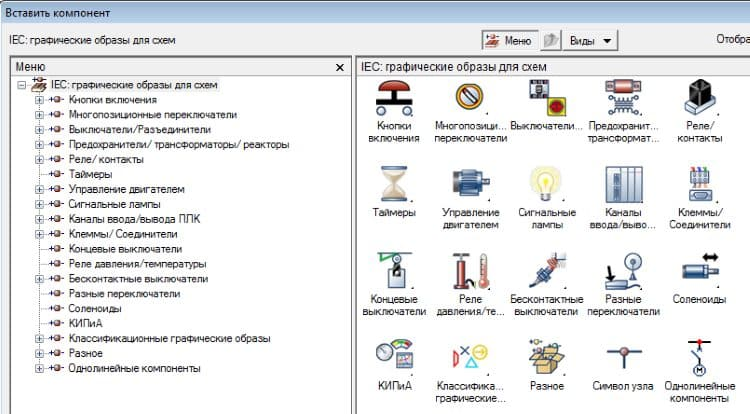 Вставить компонент
IEC: графические образы для схем
Меню
Виды
Отобра
Меню
IEC: графические образы для схем
Кнопки включения
Многопозиционные переключатели
Выключатели/Разъединители
Предохранители/ трансформаторы/ реакторы
Реле/ контакты
Таймеры
Управление двигателем
Сигнальные лампы
Каналы ввода/вывода ПЛК
Клеммы/ Соединители
Концевые выключатели
Реле давления/температуры
Бесконтактные выключатели
Разные переключатели
Соленоиды
КИПиА
Классификационные графические образы
Разное
Однолинейные компоненты
IEC: графические образы для схем
Кнопки
включения
Многопозици...
переключатели
Выключатели...
Предохранит...
трансформат...
Реле/
контакты
Таймеры
Управление
двигателем
Сигнальные
лампы
Каналы
ввода/выво...
Клеммы/
Соединители
Концевые
выключатели
Реле
давления/те...
Бесконтактные
выключатели
Разные
переключатели
Соленоиды
КИПиА
Классифика...
графические...
Разное
Символ узла
Однолинейные
компоненты